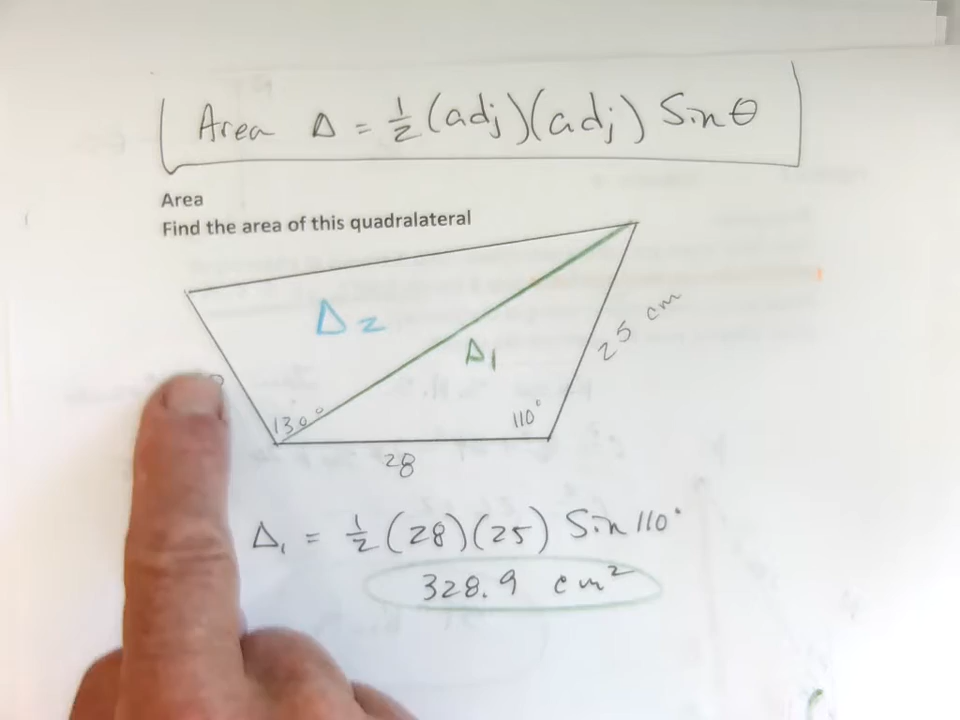 Area Δ = 1/2 (adj)(adj) Sin θ
Area
Find the area of this quadralateral
Δ2
Δ1
25 cm
130°
110°
28
Δ1 = 1/2 (28)(25) Sin 110°
328.9 cm²